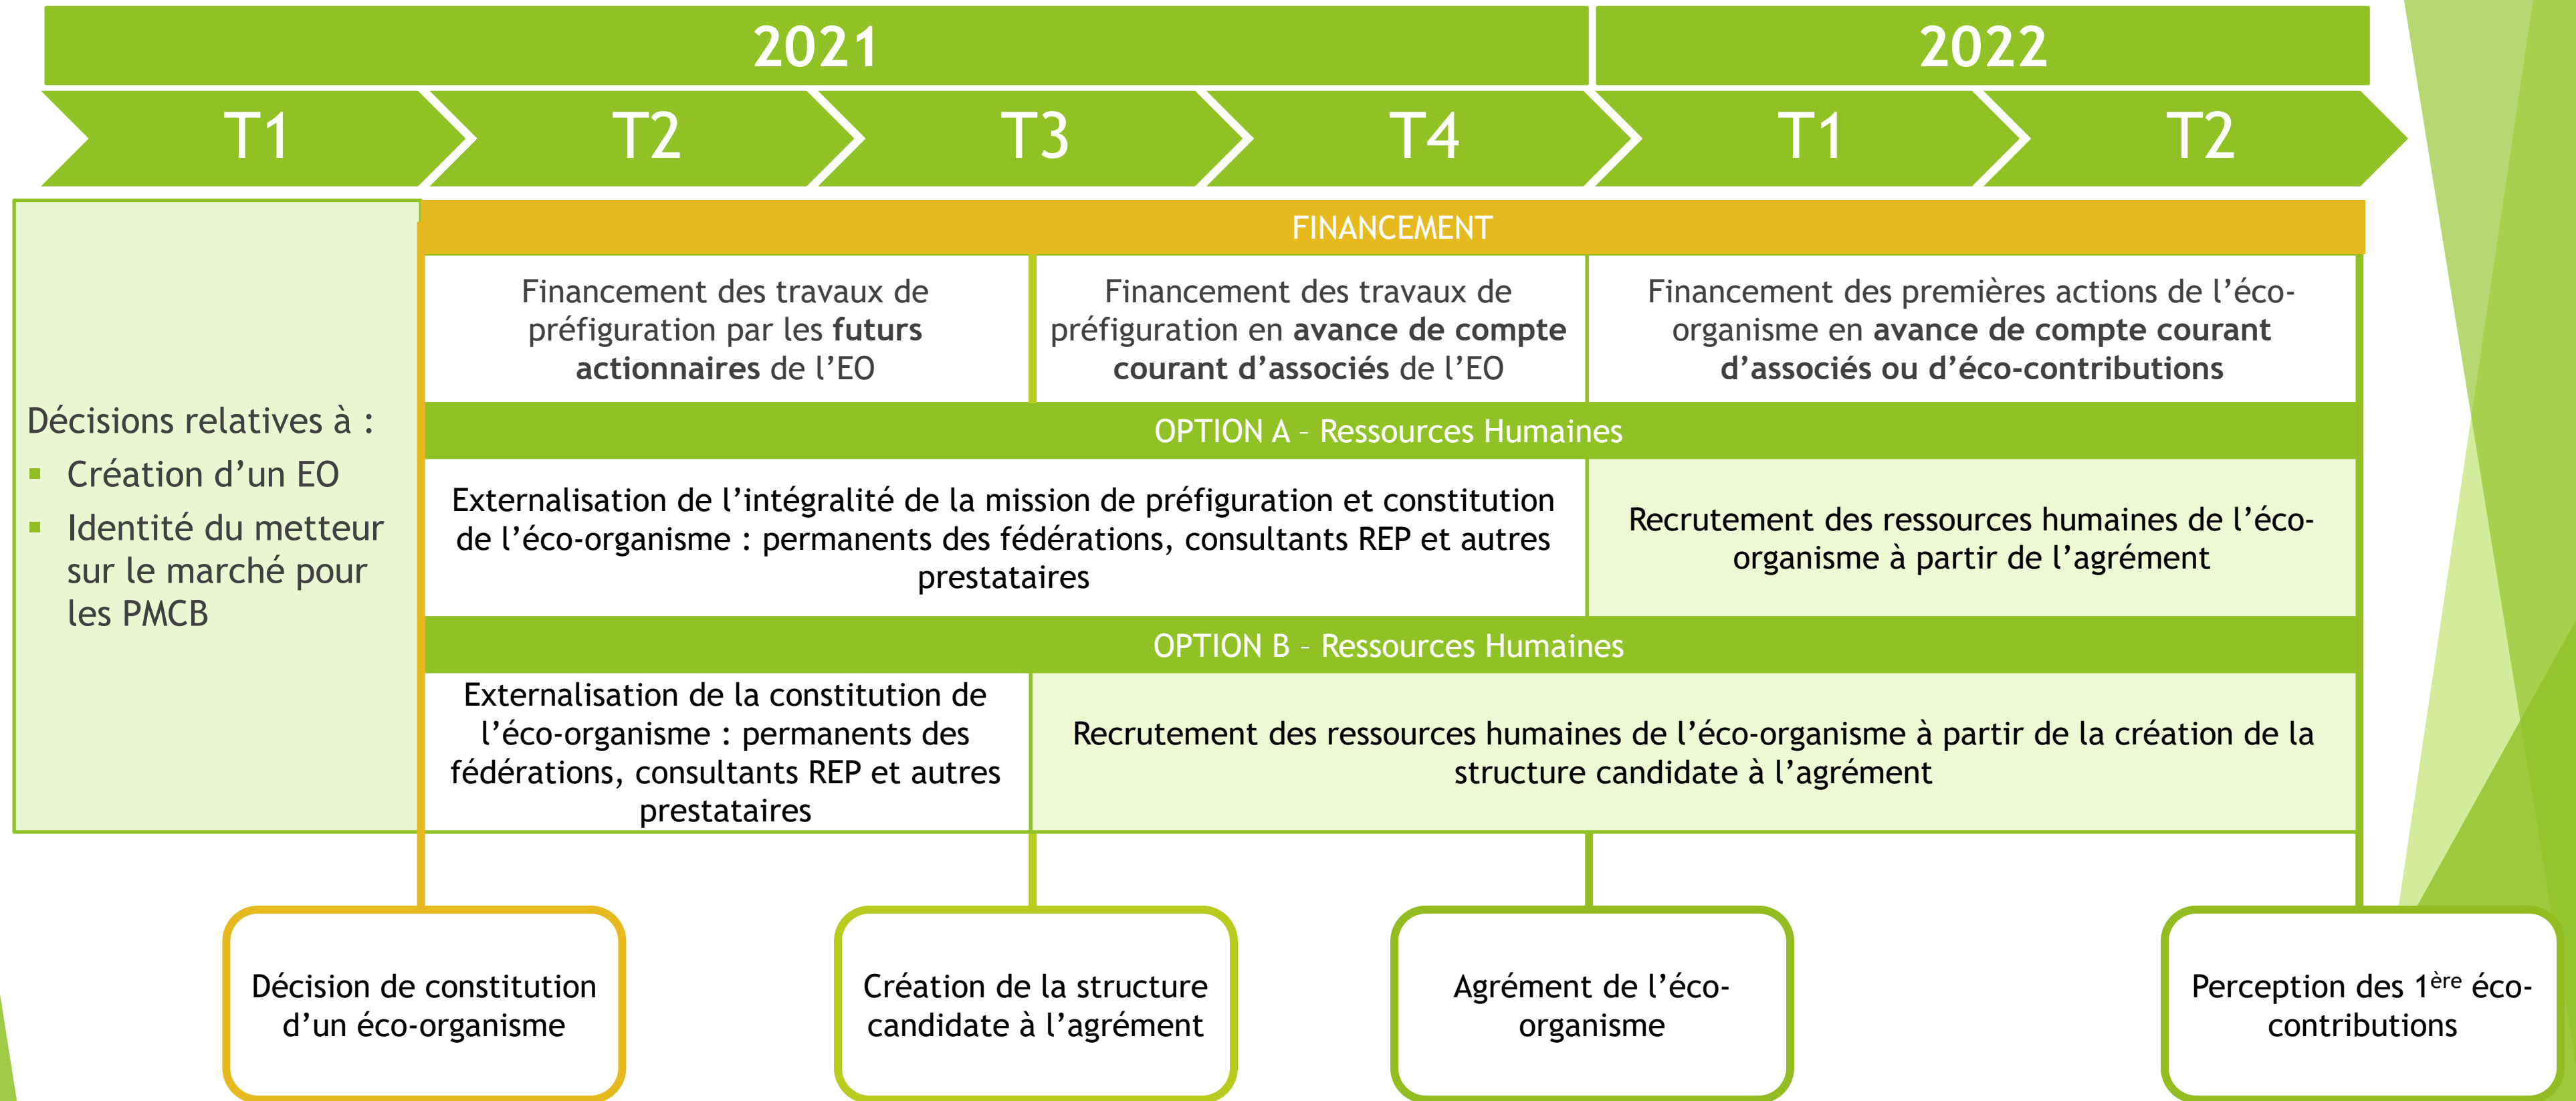 2021
2022
T1
T2
T3
T4
T1
T2
Décisions relatives à :
▪ Création d’un EO
▪ Identité du metteur
sur le marché pour
les PMCB
FINANCEMENT
Financement des travaux de
préfiguration par les futurs
actionnaires de l’EO
Financement des travaux de
préfiguration en avance de compte
courant d’associés de l’EO
Financement des premières actions de l’éco-
organisme en avance de compte courant
d’associés ou d’éco-contributions
OPTION A – Ressources Humaines
Externalisation de l’intégralité de la mission de préfiguration et constitution
de l’éco-organisme : permanents des fédérations, consultants REP et autres
prestataires
Recrutement des ressources humaines de l’éco-
organisme à partir de l’agrément
OPTION B – Ressources Humaines
Externalisation de la constitution de
l’éco-organisme : permanents des
fédérations, consultants REP et autres
prestataires
Recrutement des ressources humaines de l’éco-organisme à partir de la création de la
structure candidate à l’agrément
Décision de constitution
d’un éco-organisme
Création de la structure
candidate à l’agrément
Agrément de l’éco-
organisme
Perception des 1ère éco-
contributions